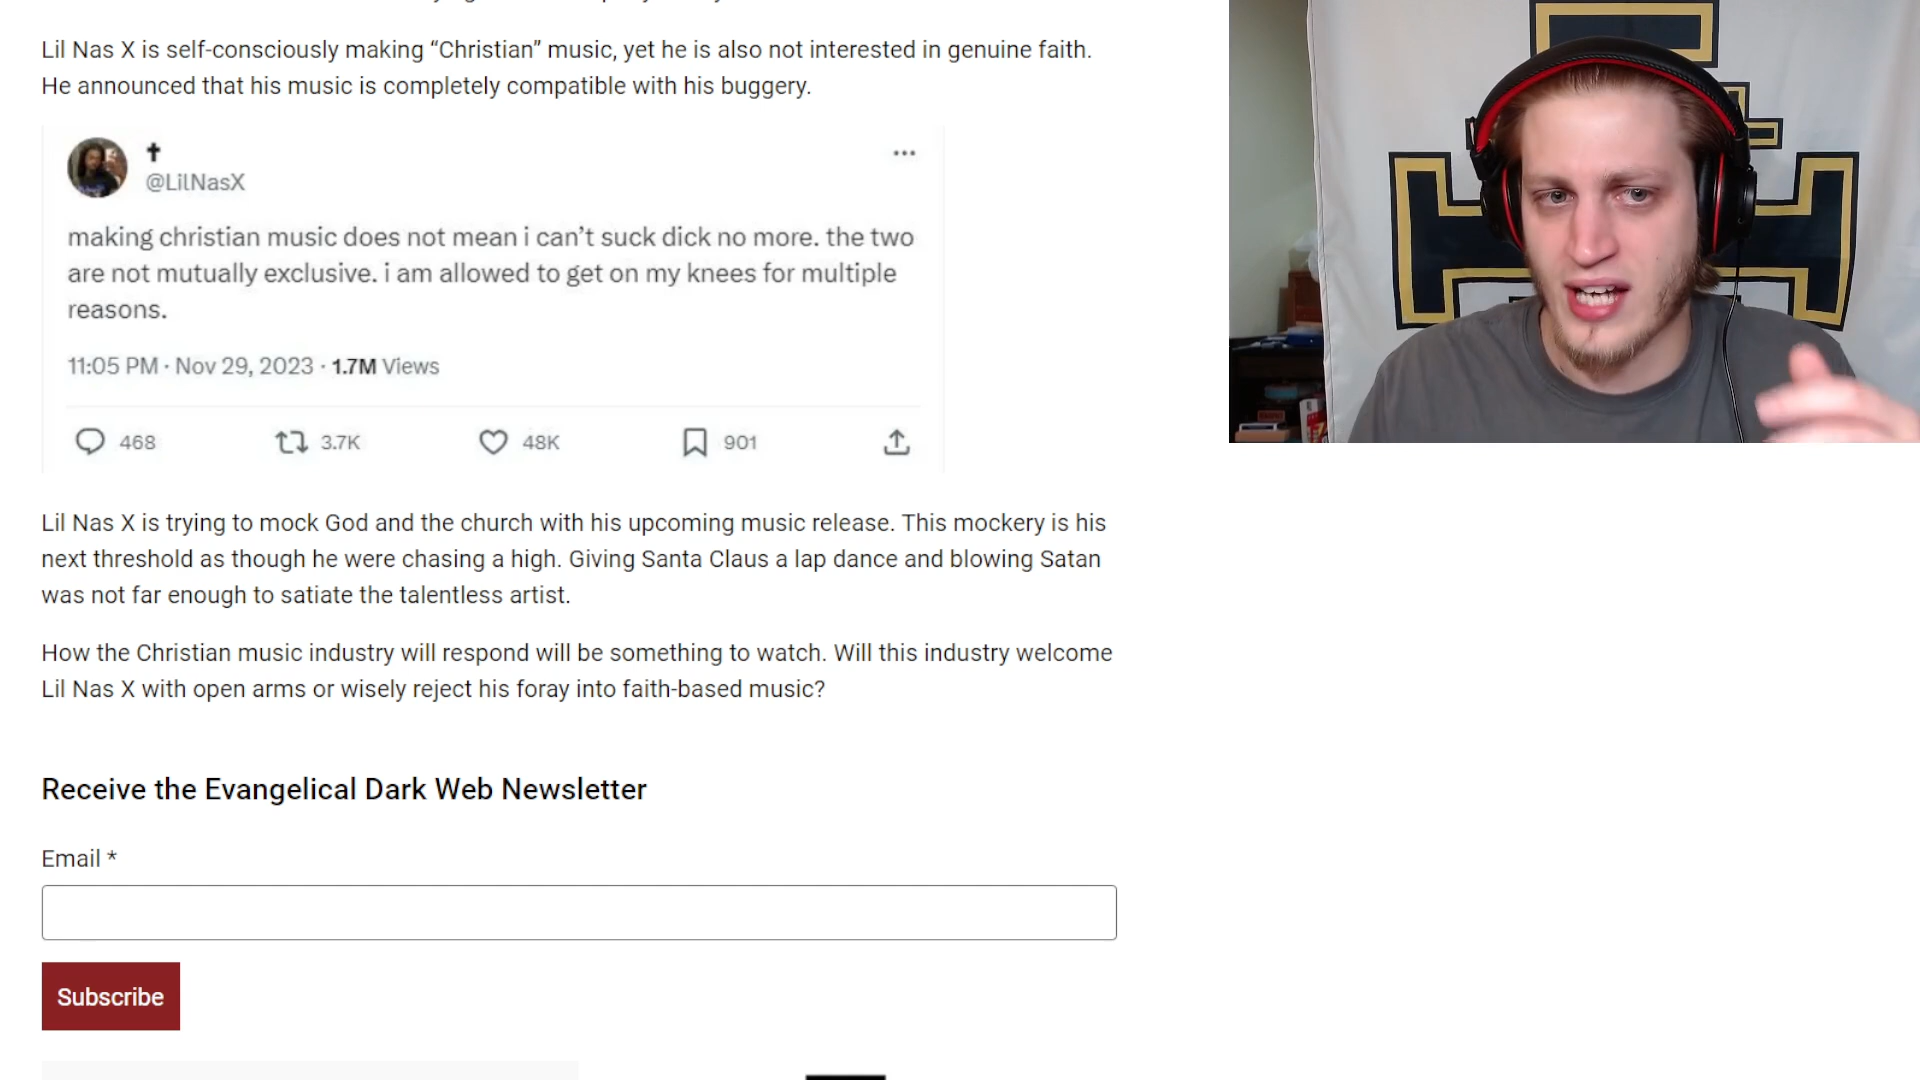 Lil Nas X is self-consciously making “Christian” music, yet he is also not interested in genuine faith.
He announced that his music is completely compatible with his buggery.
@LilNasX
making christian music does not mean i can’t suck dick no more. the two
are not mutually exclusive. i am allowed to get on my knees for multiple
reasons.
11:05 PM · Nov 29, 2023 · 1.7M Views
468 3.7K 48K 901
Lil Nas X is trying to mock God and the church with his upcoming music release. This mockery is his
next threshold as though he were chasing a high. Giving Santa Claus a lap dance and blowing Satan
was not far enough to satiate the talentless artist.
How the Christian music industry will respond will be something to watch. Will this industry welcome
Lil Nas X with open arms or wisely reject his foray into faith-based music?
Receive the Evangelical Dark Web Newsletter
Email *
Subscribe